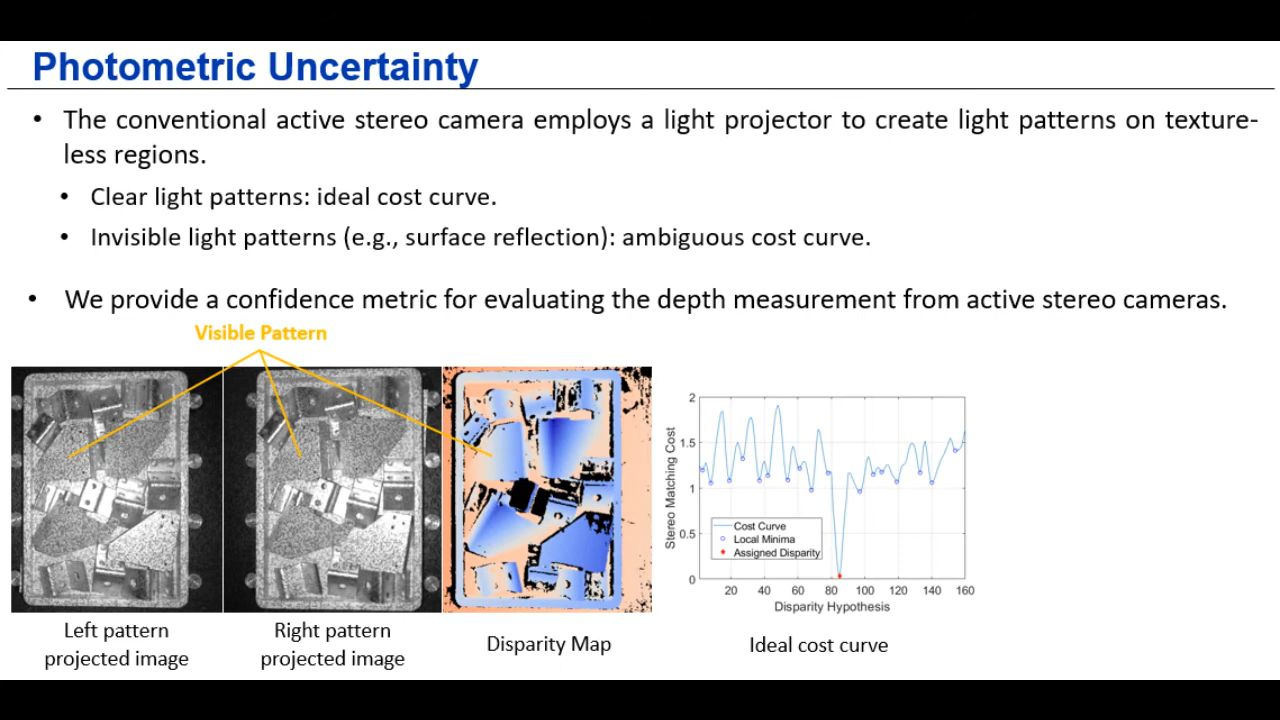 Photometric Uncertainty
• The conventional active stereo camera employs a light projector to create light patterns on texture-
less regions.
• Clear light patterns: ideal cost curve.
• Invisible light patterns (e.g., surface reflection): ambiguous cost curve.
• We provide a confidence metric for evaluating the depth measurement from active stereo cameras.
Visible Pattern
Left pattern
projected image
Right pattern
projected image
Disparity Map
Stereo Matching Cost
2
1.5
1
0.5
0
Cost Curve
Local Minima
Assigned Disparity
20 40 60 80 100 120 140 160
Disparity Hypothesis
Ideal cost curve